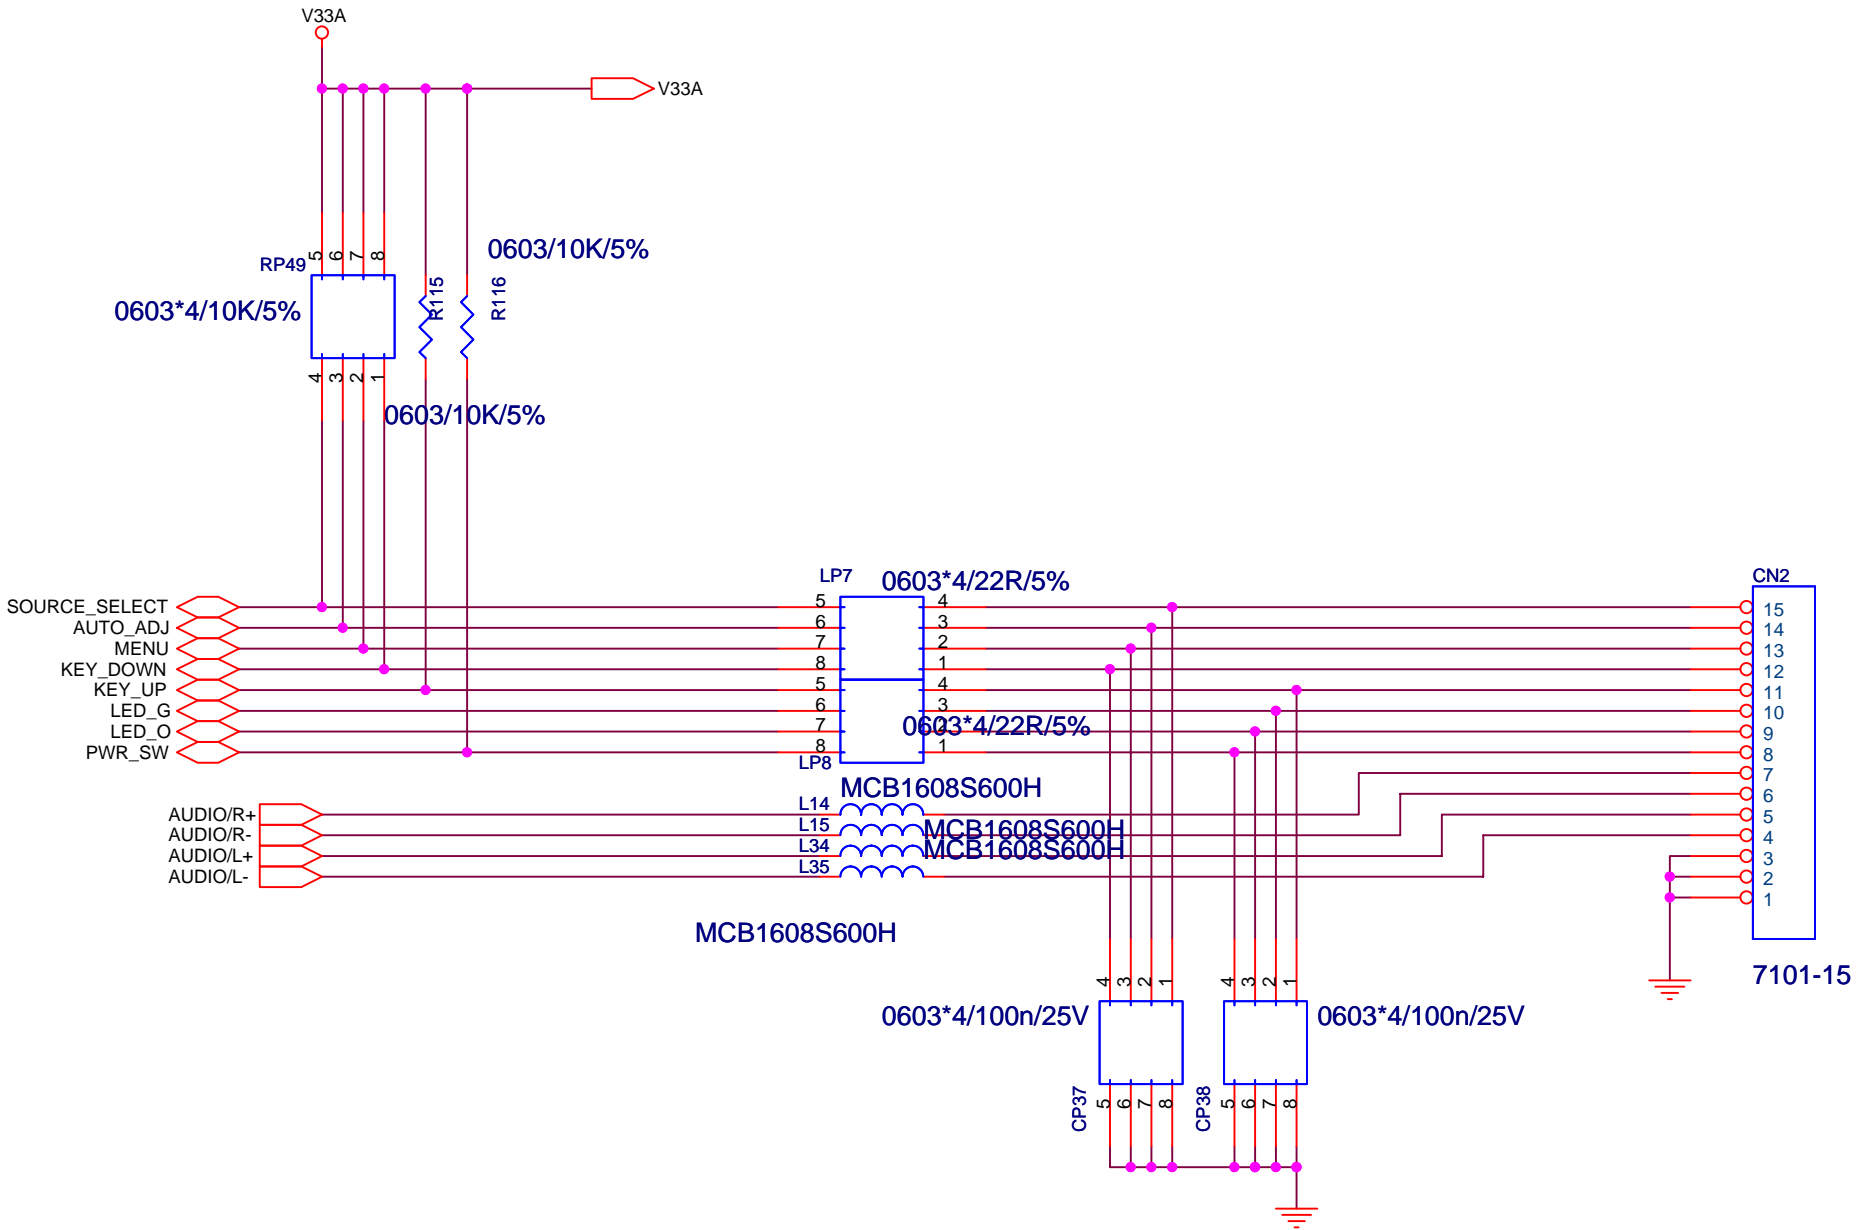 V33A
V33A
0603/10K/5%
RP49
5
6
7
8
R115
R116
0603*4/10K/5%
4
3
2
1
0603/10K/5%
LP7
0603*4/22R/5%
CN2
SOURCE_SELECT
5
4
15
AUTO_ADJ
6
3
14
MENU
7
2
13
KEY_DOWN
8
1
12
KEY_UP
5
4
11
LED_G
6
3
10
LED_O
7
2
0603*4/22R/5%
9
PWR_SW
8
1
8
LP8
7
MCB1608S600H
6
AUDIO/R+
L14
5
AUDIO/R-
L15
MCB1608S600H
4
AUDIO/L+
L34
MCB1608S600H
3
AUDIO/L-
L35
2
1
MCB1608S600H
7101-15
4
3
2
1
4
3
2
1
0603*4/100n/25V
0603*4/100n/25V
CP37
5
6
7
8
CP38
5
6
7
8